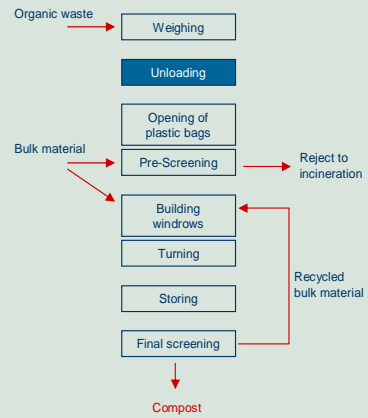 Organic waste
Weighing
Unloading
Opening of
plastic bags
Bulk material
Pre-Screening
Reject to
incineration
Building
windrows
Turning
Recycled
bulk material
Storing
Final screening
Compost